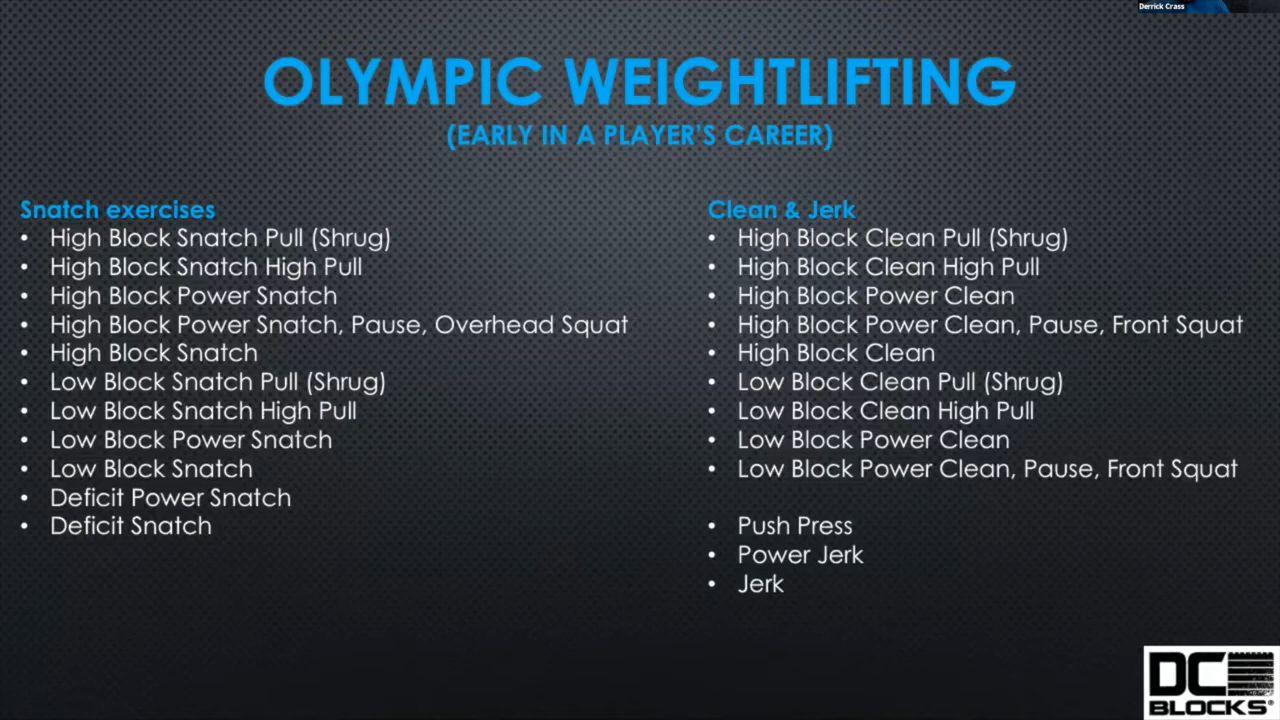 Derrick Crass
OLYMPIC WEIGHTLIFTING
(EARLY IN A PLAYER'S CAREER)
Snatch exercises
• High Block Snatch Pull (Shrug)
• High Block Snatch High Pull
• High Block Power Snatch
• High Block Power Snatch, Pause, Overhead Squat
• High Block Snatch
• Low Block Snatch Pull (Shrug)
• Low Block Snatch High Pull
• Low Block Power Snatch
• Low Block Snatch
• Deficit Power Snatch
• Deficit Snatch
Clean & Jerk
• High Block Clean Pull (Shrug)
• High Block Clean High Pull
• High Block Power Clean
• High Block Power Clean, Pause, Front Squat
• High Block Clean
• Low Block Clean Pull (Shrug)
• Low Block Clean High Pull
• Low Block Power Clean
• Low Block Power Clean, Pause, Front Squat
• Push Press
• Power Jerk
• Jerk
DC
BLOCKS®